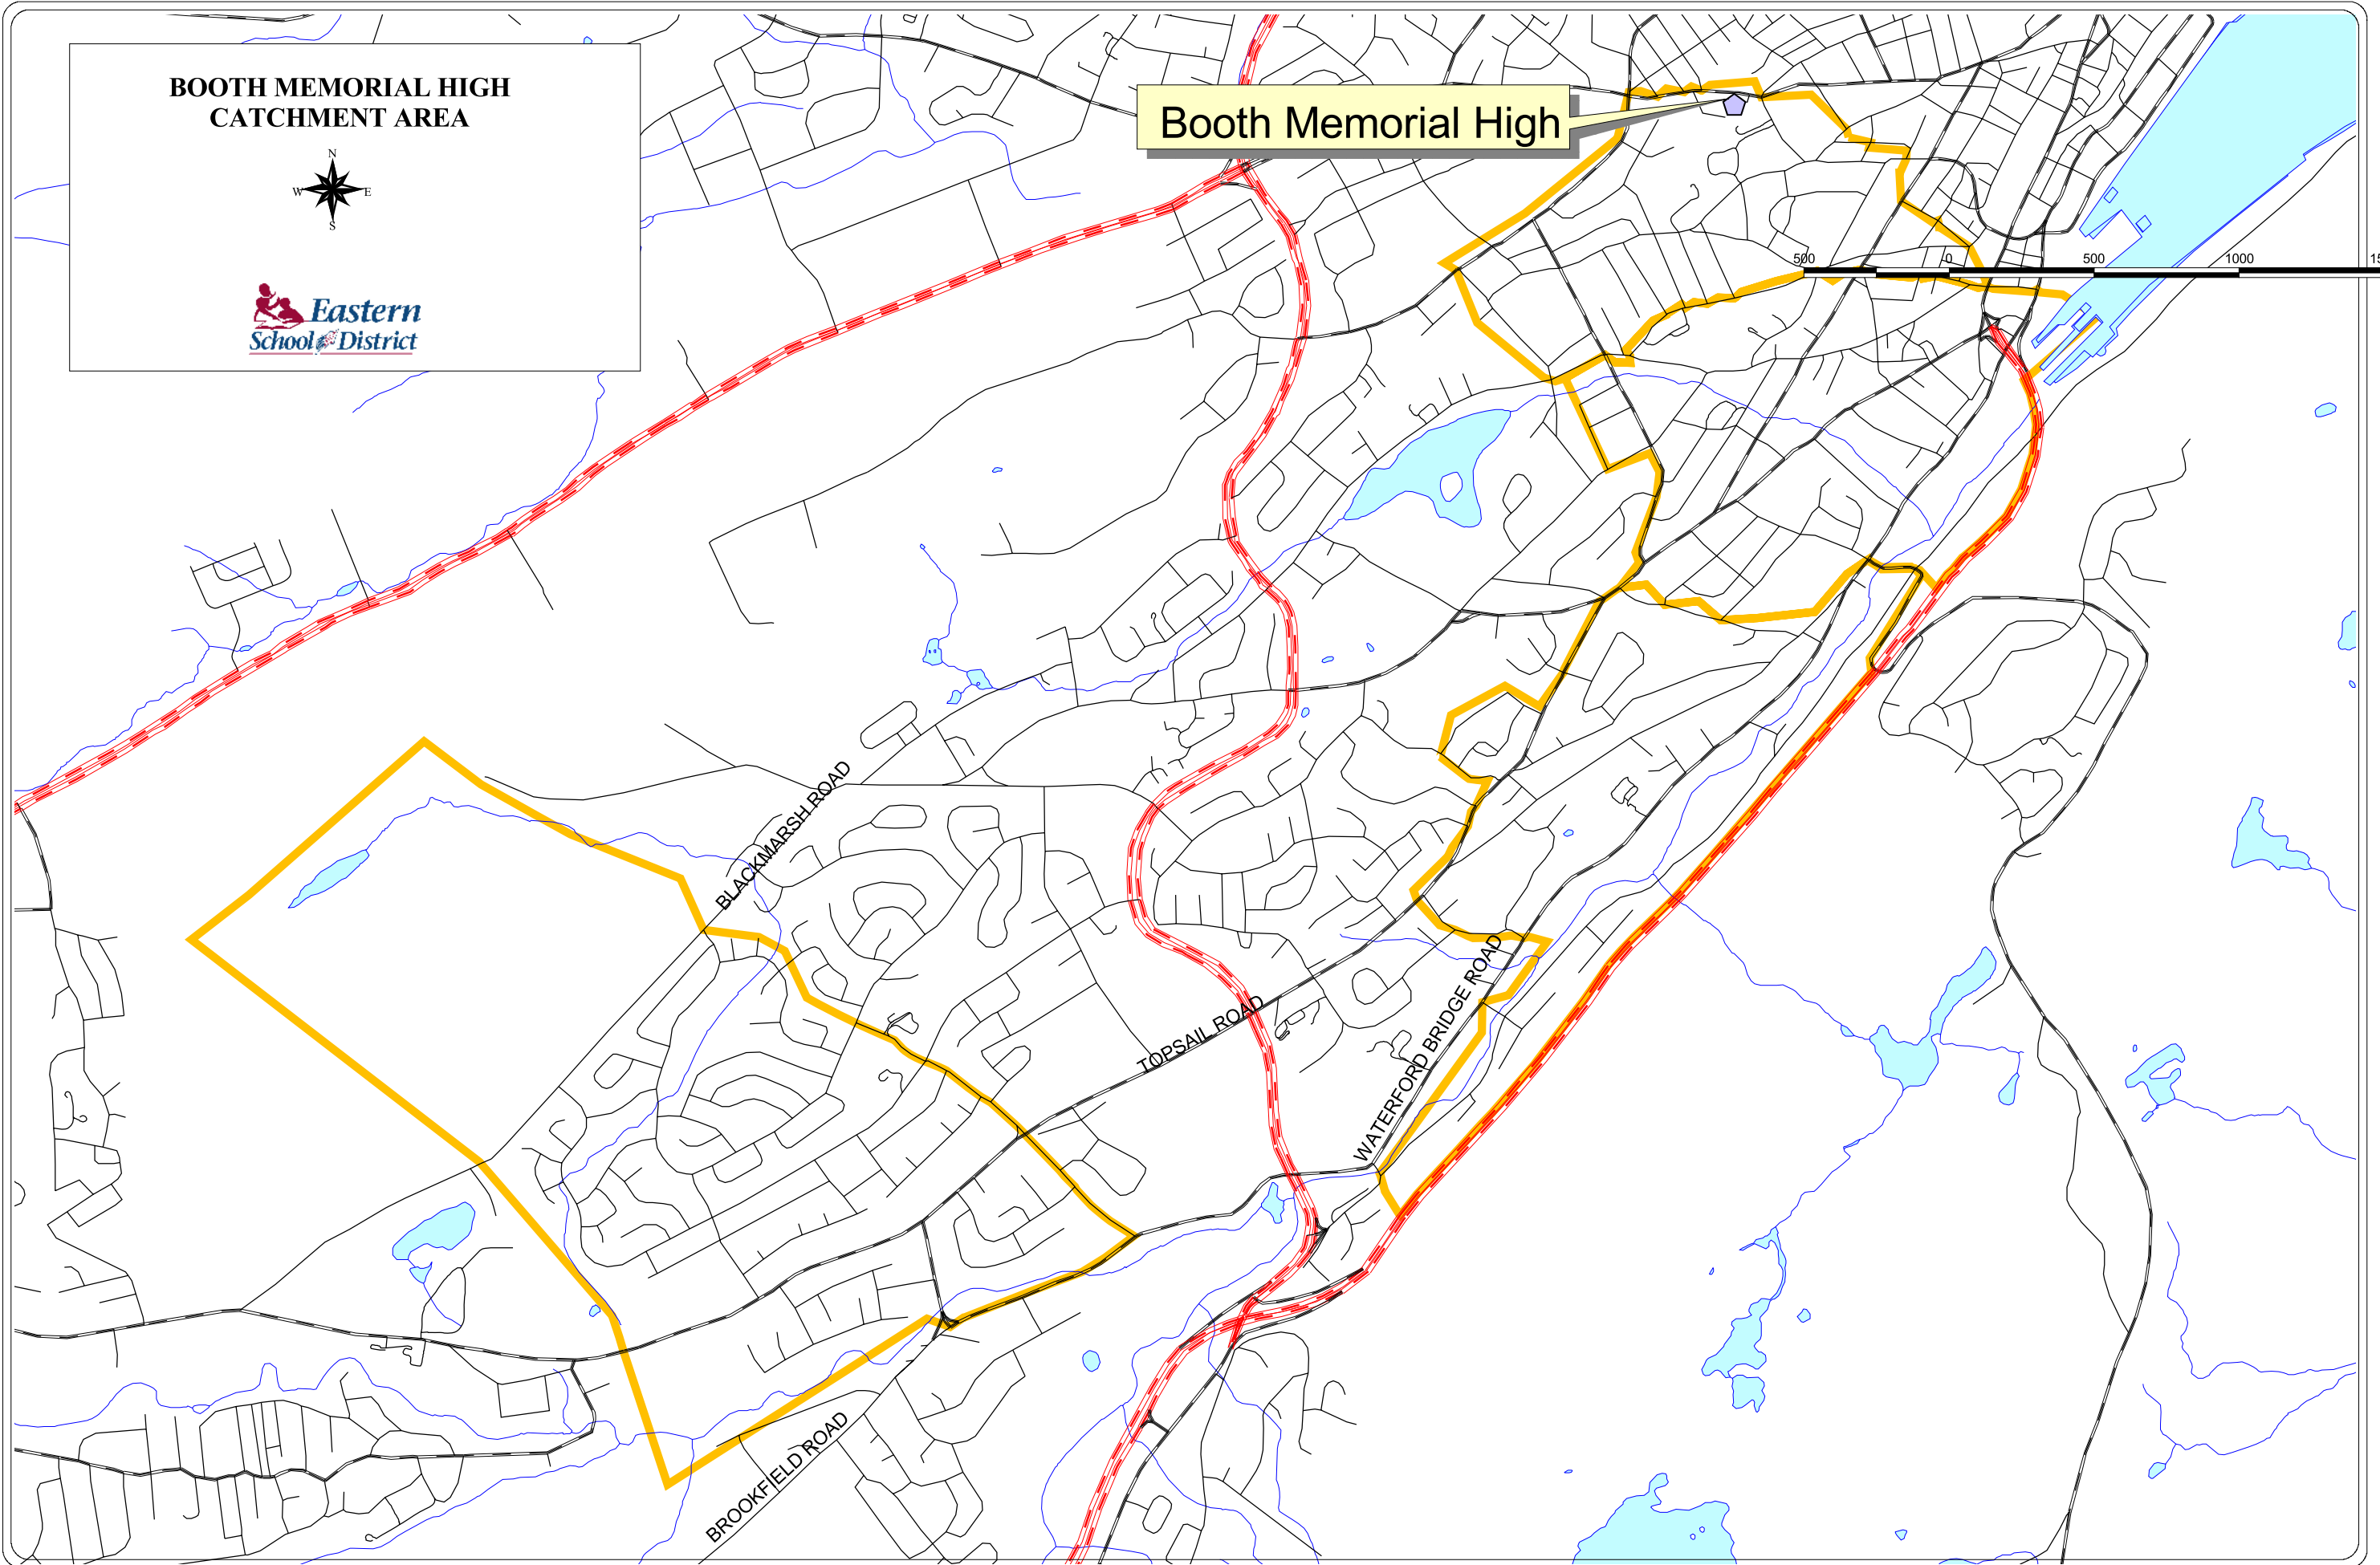 BOOTH MEMORIAL HIGH
CATCHMENT AREA
N
W E
S
Eastern
School District
Booth Memorial High
500 0 500 1000 15
BLACKMARSH ROAD
TOPSAIL ROAD
WATERFORD BRIDGE ROAD
BROOKFIELD ROAD